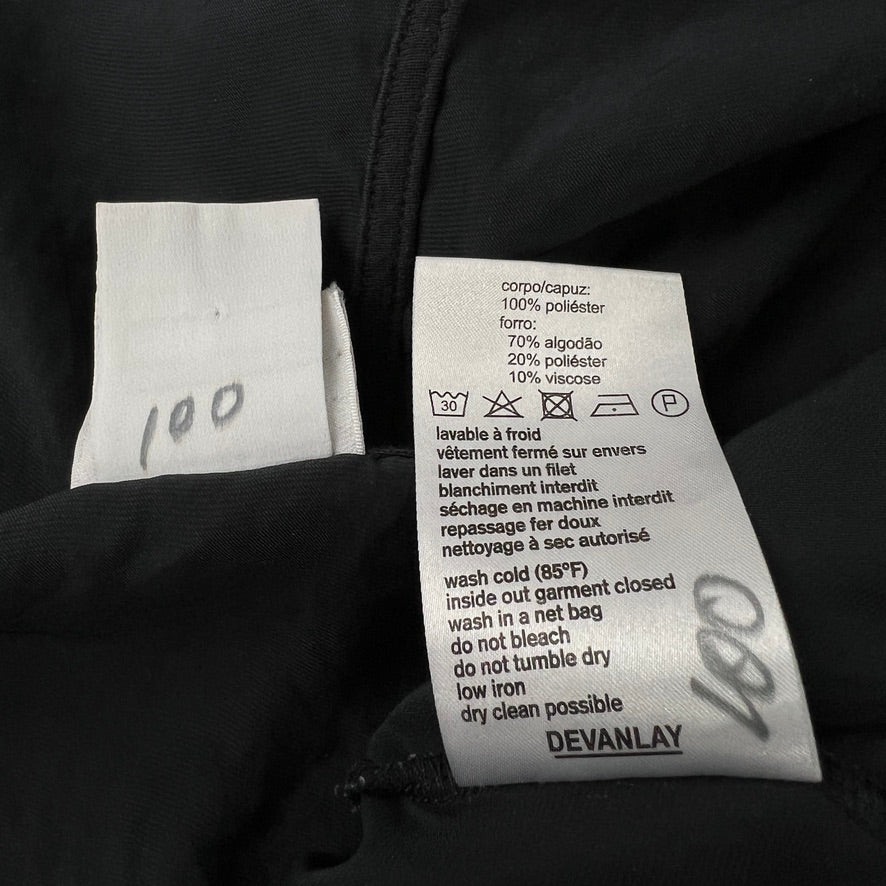 100
corpo/capuz:
100% poliéster
forro:
70% algodão
20% poliéster
10% viscose
30
P
lavable à froid
vêtement fermé sur envers
laver dans un filet
blanchiment interdit
séchage en machine interdit
repassage fer doux
nettoyage à sec autorisé
wash cold (85ºF)
inside out garment closed
wash in a net bag
do not bleach
do not tumble dry
low iron
dry clean possible
DEVANLAY
100